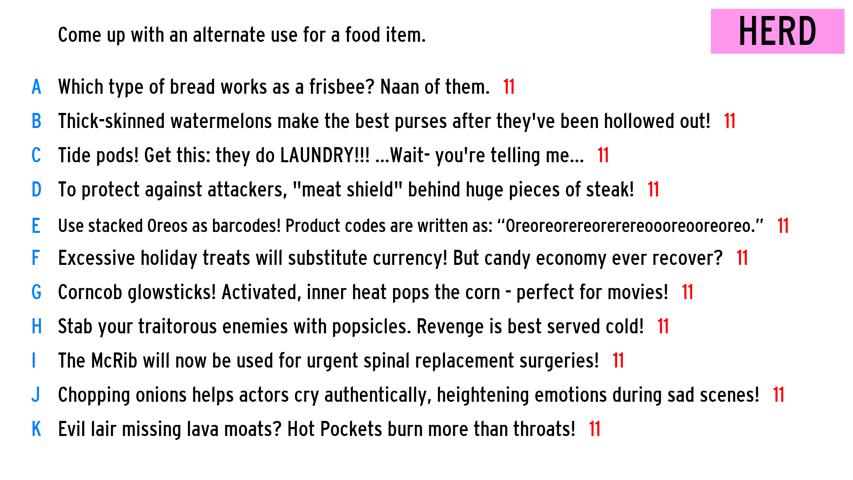 Come up with an alternate use for a food item.
HERD
A Which type of bread works as a frisbee? Naan of them. 11
B Thick-skinned watermelons make the best purses after they've been hollowed out! 11
C Tide pods! Get this: they do LAUNDRY!!! ...Wait- you're telling me... 11
D To protect against attackers, "meat shield" behind huge pieces of steak! 11
E Use stacked Oreos as barcodes! Product codes are written as: “Oreoreorereorerereoooreooreoreo.” 11
F Excessive holiday treats will substitute currency! But candy economy ever recover? 11
G Corncob glowsticks! Activated, inner heat pops the corn - perfect for movies! 11
H Stab your traitorous enemies with popsicles. Revenge is best served cold! 11
I The McRib will now be used for urgent spinal replacement surgeries! 11
J Chopping onions helps actors cry authentically, heightening emotions during sad scenes! 11
K Evil lair missing lava moats? Hot Pockets burn more than throats! 11